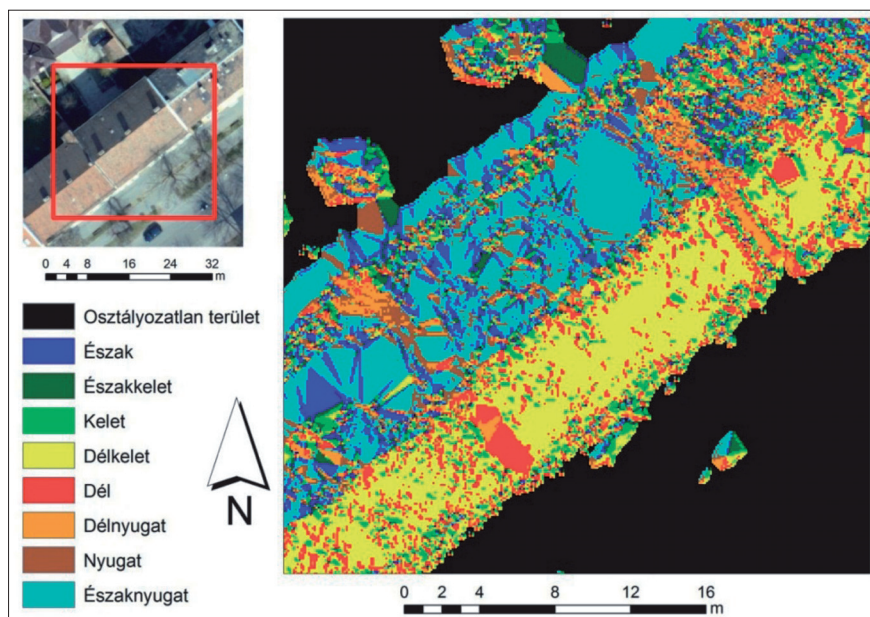 0 4 8 16 24 32
m
Osztályozatlan terület
Észak
Északkelet
Kelet
Délkelet
Dél
Délnyugat
Nyugat
Északnyugat
N
0 2 4 8 12 16
m